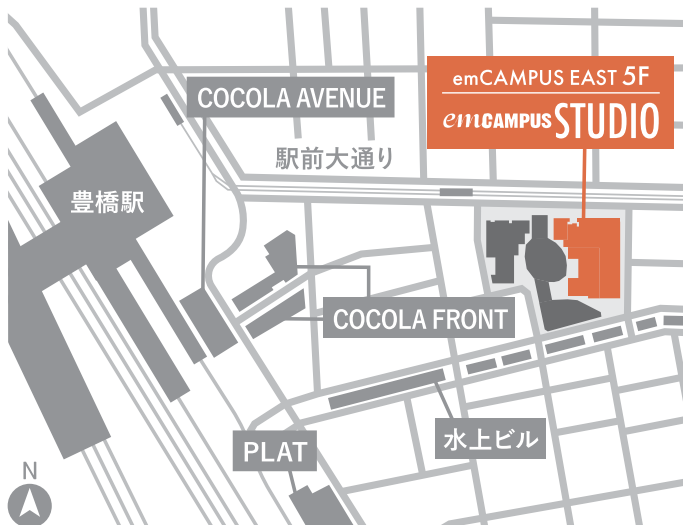 emCAMPUS EAST 5F
emCAMPUS STUDIO
COCOLA AVENUE
駅前大通り
豊橋駅
COCOLA FRONT
水上ビル
PLAT
N